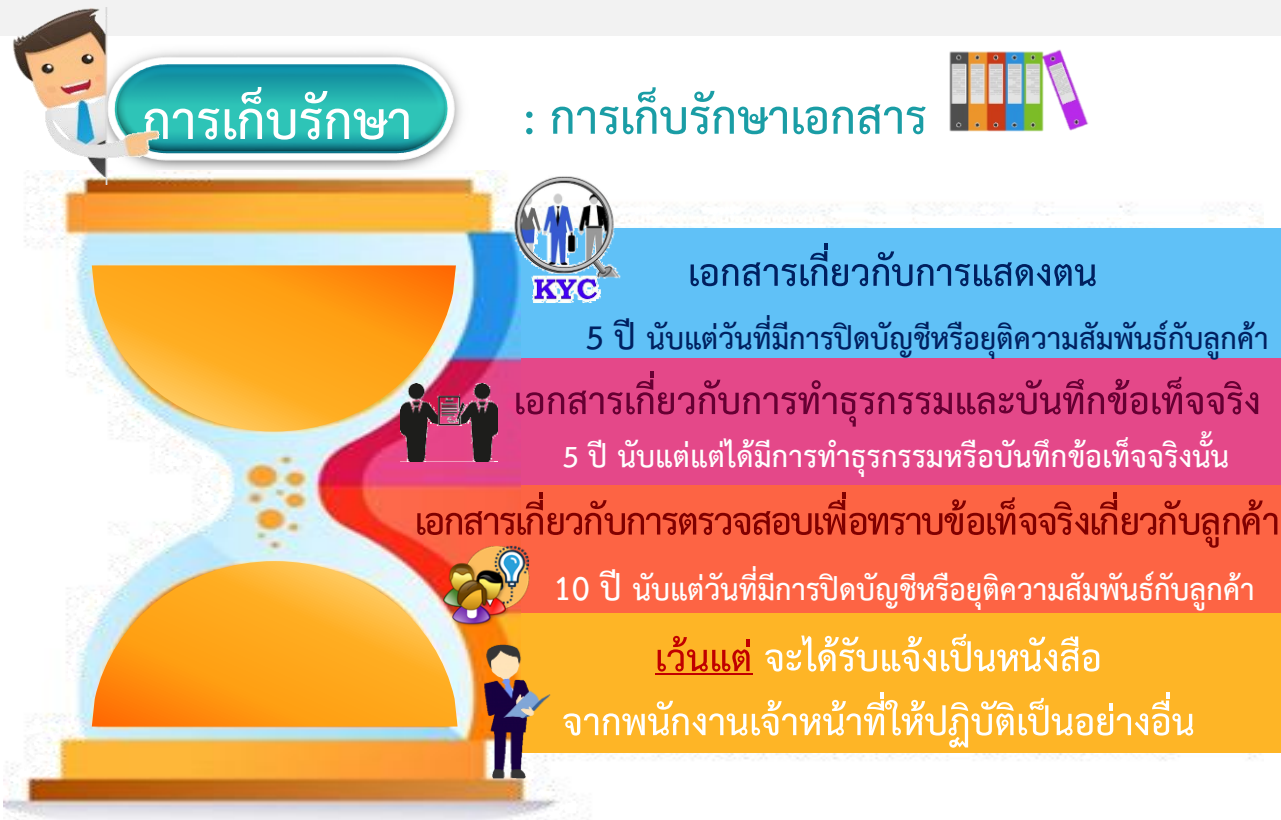 การเก็บรักษา : การเก็บรักษาเอกสาร
KYC
เอกสารเกี่ยวกับการแสดงตน
5 ปี นับแต่วันที่มีการปิดบัญชีหรือยุติความสัมพันธ์กับลูกค้า
เอกสารเกี่ยวกับการทำธุรกรรมและบันทึกข้อเท็จจริง
5 ปี นับแต่แต่ได้มีการทำธุรกรรมหรือบันทึกข้อเท็จจริงนั้น
เอกสารเกี่ยวกับการตรวจสอบเพื่อทราบข้อเท็จจริงเกี่ยวกับลูกค้า
10 ปี นับแต่วันที่มีการปิดบัญชีหรือยุติความสัมพันธ์กับลูกค้า
เว้นแต่ จะได้รับแจ้งเป็นหนังสือ
จากพนักงานเจ้าหน้าที่ให้ปฏิบัติเป็นอย่างอื่น